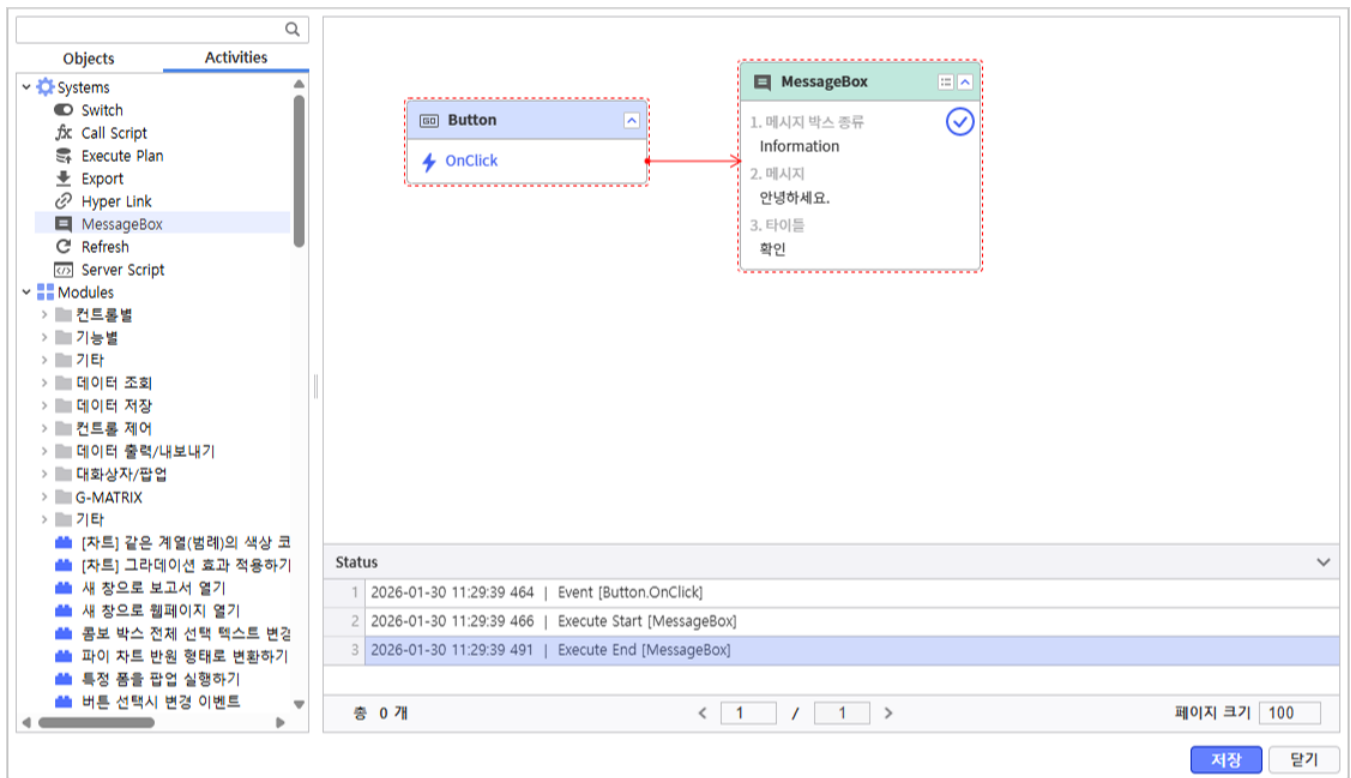 Objects
Activities
Systems
Switch
Call Script
Execute Plan
Export
Hyper Link
MessageBox
Refresh
Server Script
Modules
컨트롤별
기능별
기타
데이터 조회
데이터 저장
컨트롤 제어
데이터 출력/내보내기
대화상자/팝업
G-MATRIX
기타
[차트] 같은 계열(범례)의 색상 코
[차트] 그라데이션 효과 적용하기
새 창으로 보고서 열기
새 창으로 웹페이지 열기
콤보 박스 전체 선택 텍스트 변경
파이 차트 반원 형태로 변환하기
특정 폼을 팝업 실행하기
버튼 선택시 변경 이벤트
GO Button
OnClick
MessageBox
1. 메시지 박스 종류
Information
2. 메시지
안녕하세요.
3. 타이틀
확인
Status
1 2026-01-30 11:29:39 464 | Event [Button.OnClick]
2 2026-01-30 11:29:39 466 | Execute Start [MessageBox]
3 2026-01-30 11:29:39 491 | Execute End [MessageBox]
총 0 개 < 1 / 1 > 페이지 크기 100
저장 닫기